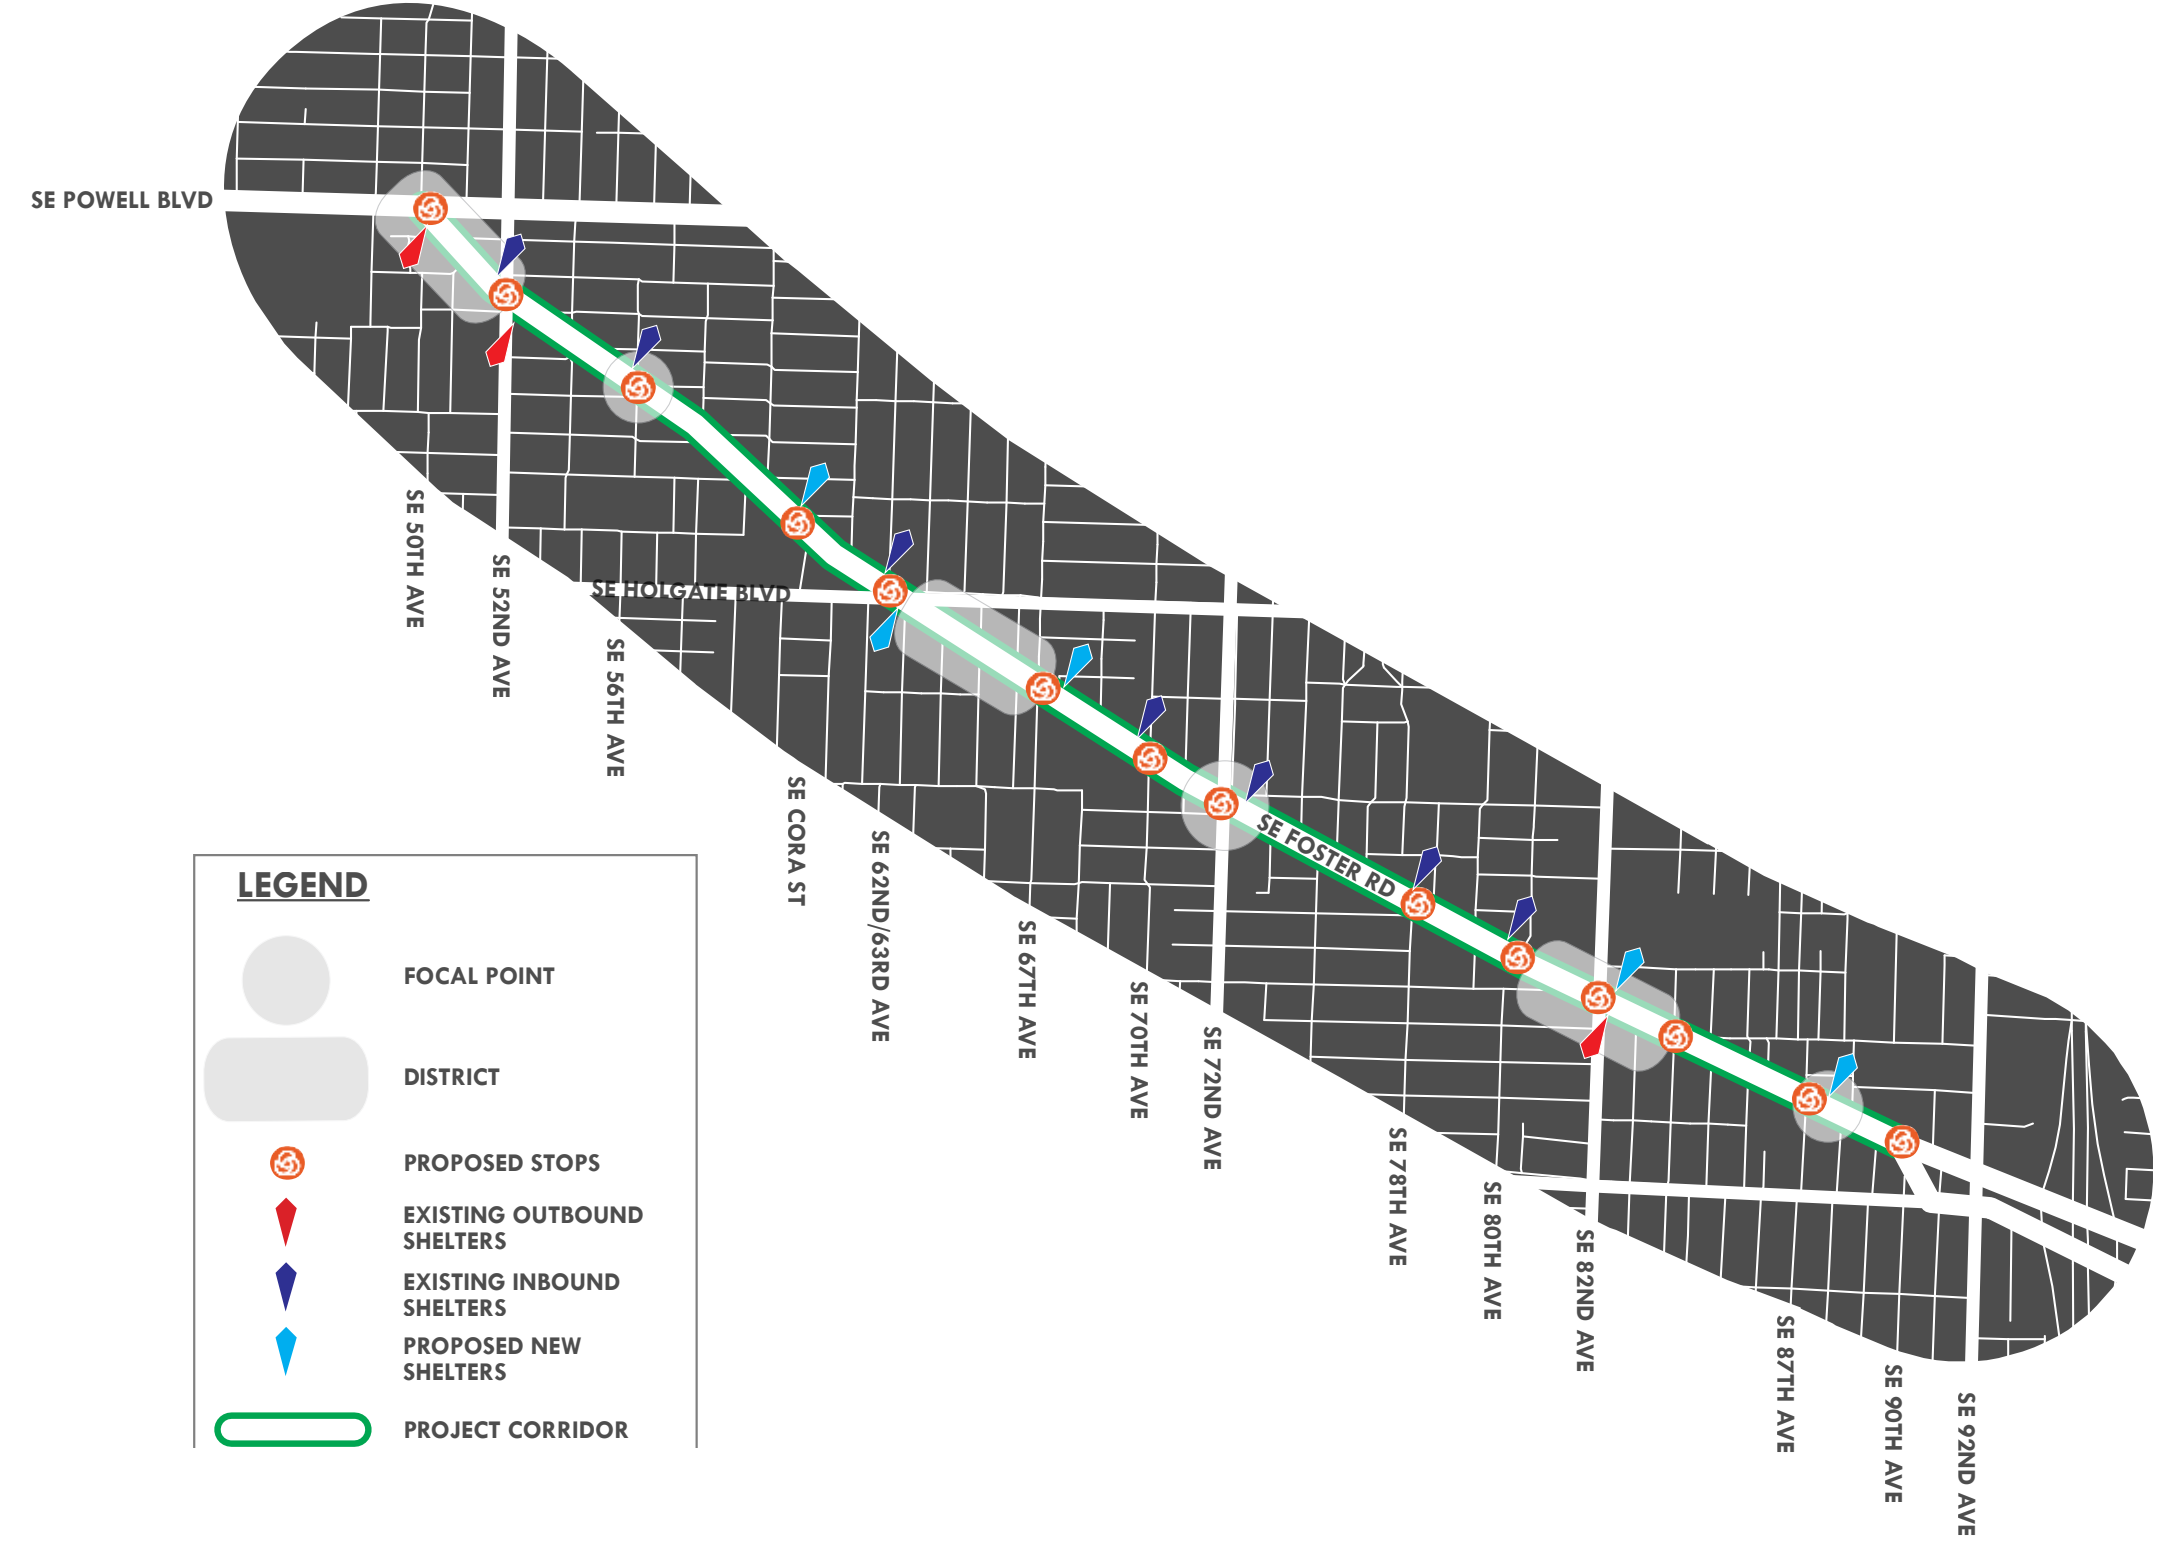 SE POWELL BLVD
SE 50TH AVE
SE 52ND AVE
SE HOLGATE BLVD
SE 56TH AVE
SE CORA ST
SE 62ND/63RD AVE
SE FOSTER RD
SE 67TH AVE
SE 70TH AVE
SE 72ND AVE
SE 78TH AVE
SE 80TH AVE
SE 82ND AVE
SE 87TH AVE
SE 90TH AVE
SE 92ND AVE
LEGEND
FOCAL POINT
DISTRICT
PROPOSED STOPS
EXISTING OUTBOUND
SHELTERS
EXISTING INBOUND
SHELTERS
PROPOSED NEW
SHELTERS
PROJECT CORRIDOR